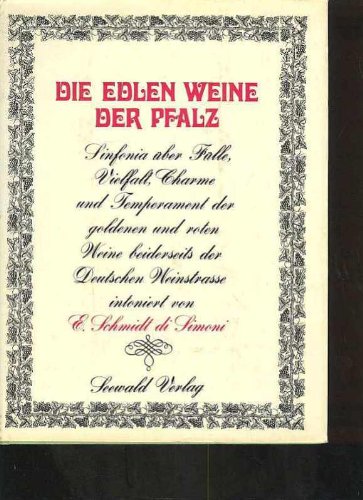 DIE EDLEN WEINE
DER PFALZ
Sinfonia über Fülle,
Vielfalt, Charme
und Temperament der
goldenen und roten
Weine beiderseits der
Deutschen Weinstrasse
intoniert von
E. Schmidt di Simoni
Seewald Verlag